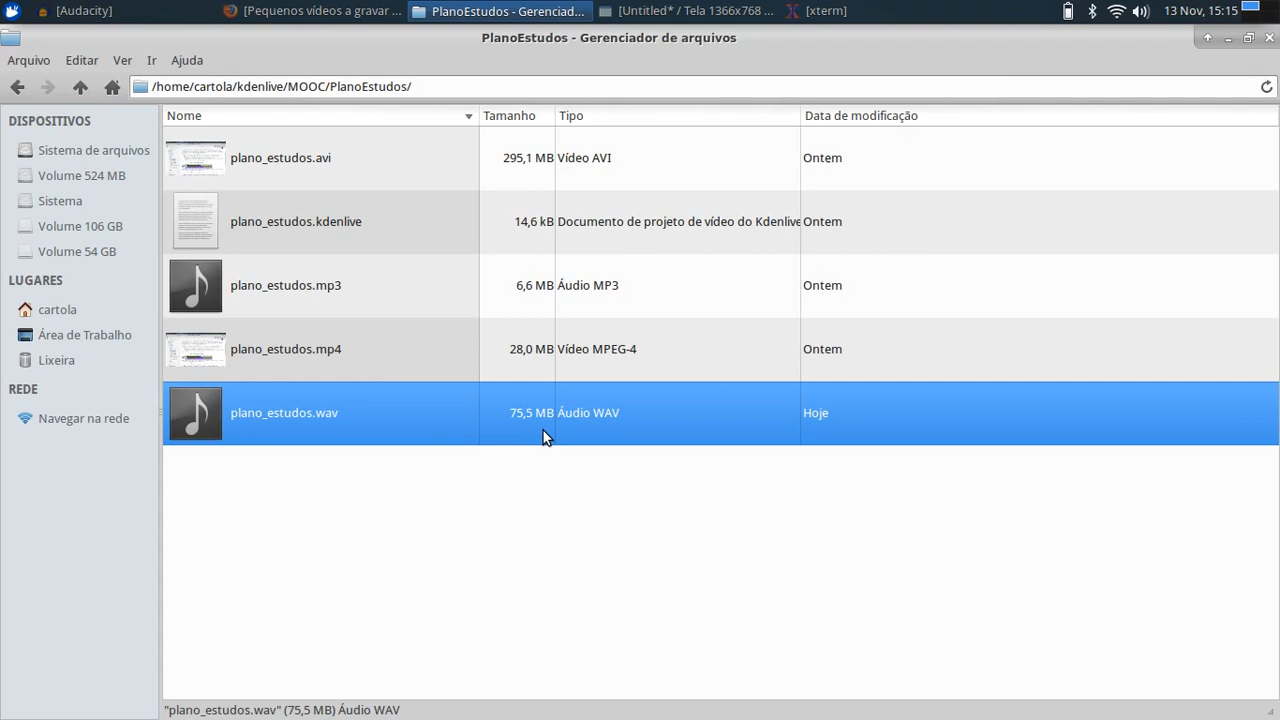 [Audacity] [Pequenos vídeos a gravar ... PlanoEstudos - Gerenciad... [Untitled* / Tela 1366x768 ... [xterm] 13 Nov, 15:15
PlanoEstudos - Gerenciador de arquivos
Arquivo Editar Ver Ir Ajuda
/home/cartola/kdenlive/MOOC/PlanoEstudos/
DISPOSITIVOS
Sistema de arquivos
Volume 524 MB
Sistema
Volume 106 GB
Volume 54 GB
LUGARES
cartola
Área de Trabalho
Lixeira
REDE
Navegar na rede
Nome Tamanho Tipo Data de modificação
plano_estudos.avi 295,1 MB Vídeo AVI Ontem
plano_estudos.kdenlive 14,6 kB Documento de projeto de vídeo do Kdenlive Ontem
plano_estudos.mp3 6,6 MB Áudio MP3 Ontem
plano_estudos.mp4 28,0 MB Vídeo MPEG-4 Ontem
plano_estudos.wav 75,5 MB Áudio WAV Hoje
"plano_estudos.wav" (75,5 MB) Áudio WAV